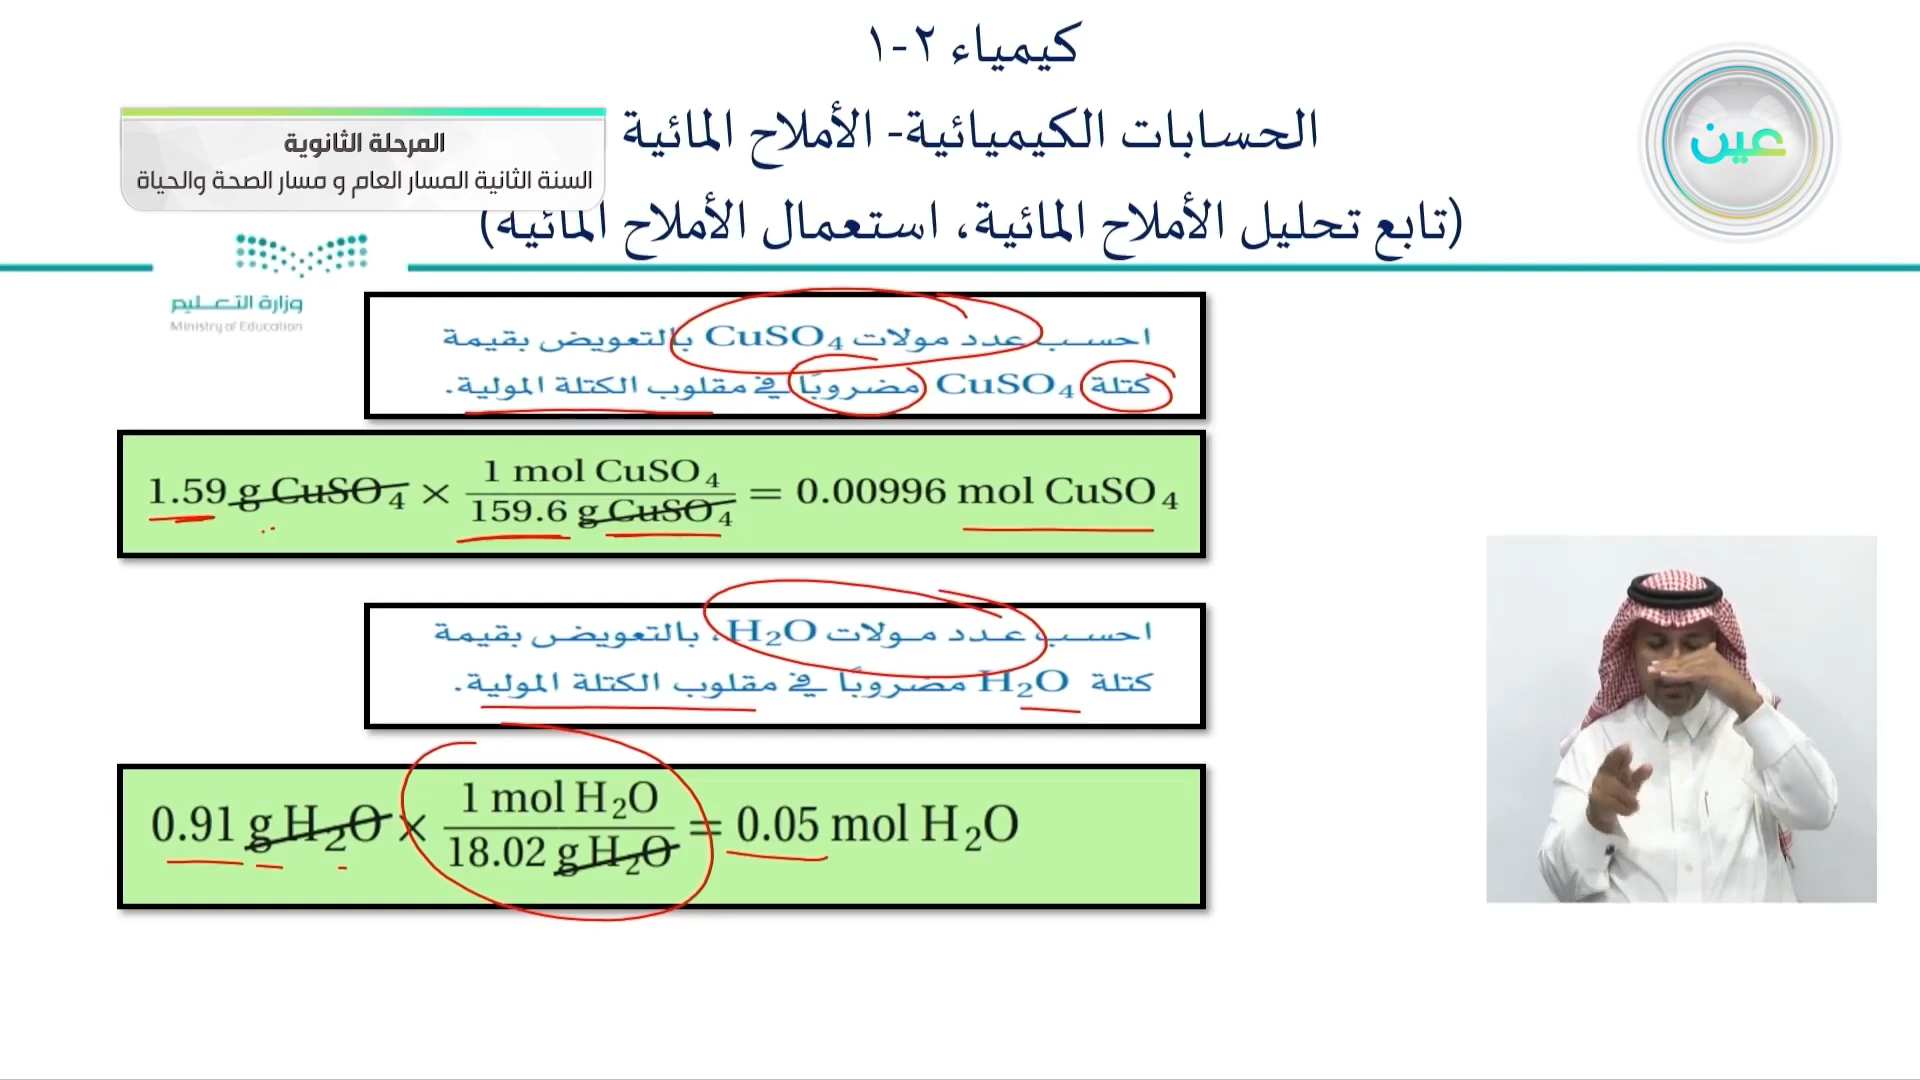 كيمياء ٢-١
الحسابات الكيميائية- الأملاح المائية
(تابع تحليل الأملاح المائية، استعمال الأملاح المائية)
المرحلة الثانوية
السنة الثانية المسار العام و مسار الصحة والحياة
عين
وزارة التعليم
Ministry of Education
احسب عدد مولات CuSO₄ بالتعويض بقيمة
كتلة CuSO₄ مضروبًا في مقلوب الكتلة المولية.
1.59 g CuSO₄ × 1 mol CuSO₄ / 159.6 g CuSO₄ = 0.00996 mol CuSO₄
احسب عدد مولات H₂O، بالتعويض بقيمة
كتلة H₂O مضروبًا في مقلوب الكتلة المولية.
0.91 g H₂O × 1 mol H₂O / 18.02 g H₂O = 0.05 mol H₂O